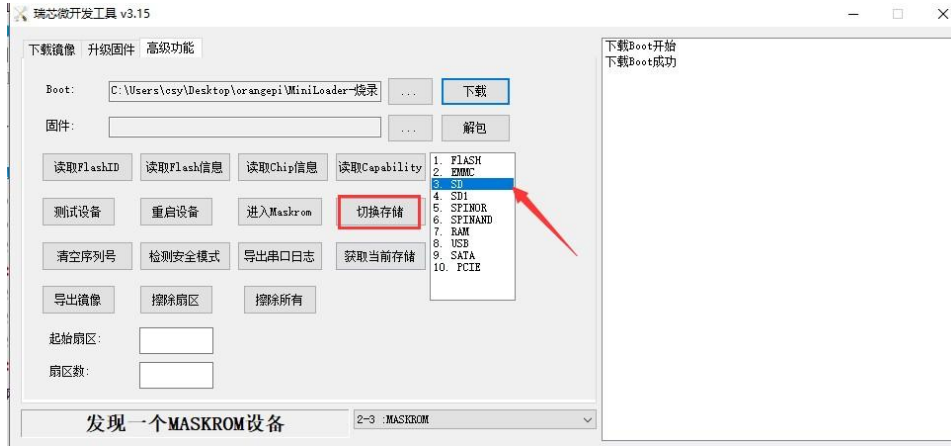 瑞芯微开发工具 v3.15
下载镜像 升级固件 高级功能
Boot: C:\Users\csy\Desktop\orangepi\MiniLoader-烧录 ... 下载
固件: ... 解包
读取FlashID 读取Flash信息 读取Chip信息 读取Capability
测试设备 重启设备 进入Maskrom 切换存储
清空序列号 检测安全模式 导出串口日志 获取当前存储
导出镜像 擦除扇区 擦除所有
1. FlASH
2. EMMC
3. SD
4. SD1
5. SPINOR
6. SPINAND
7. RAM
8. USB
9. SATA
10. PCIE
起始扇区:
扇区数:
发现一个MASKROM设备 2-3 :MASKROM
下载Boot开始
下载Boot成功